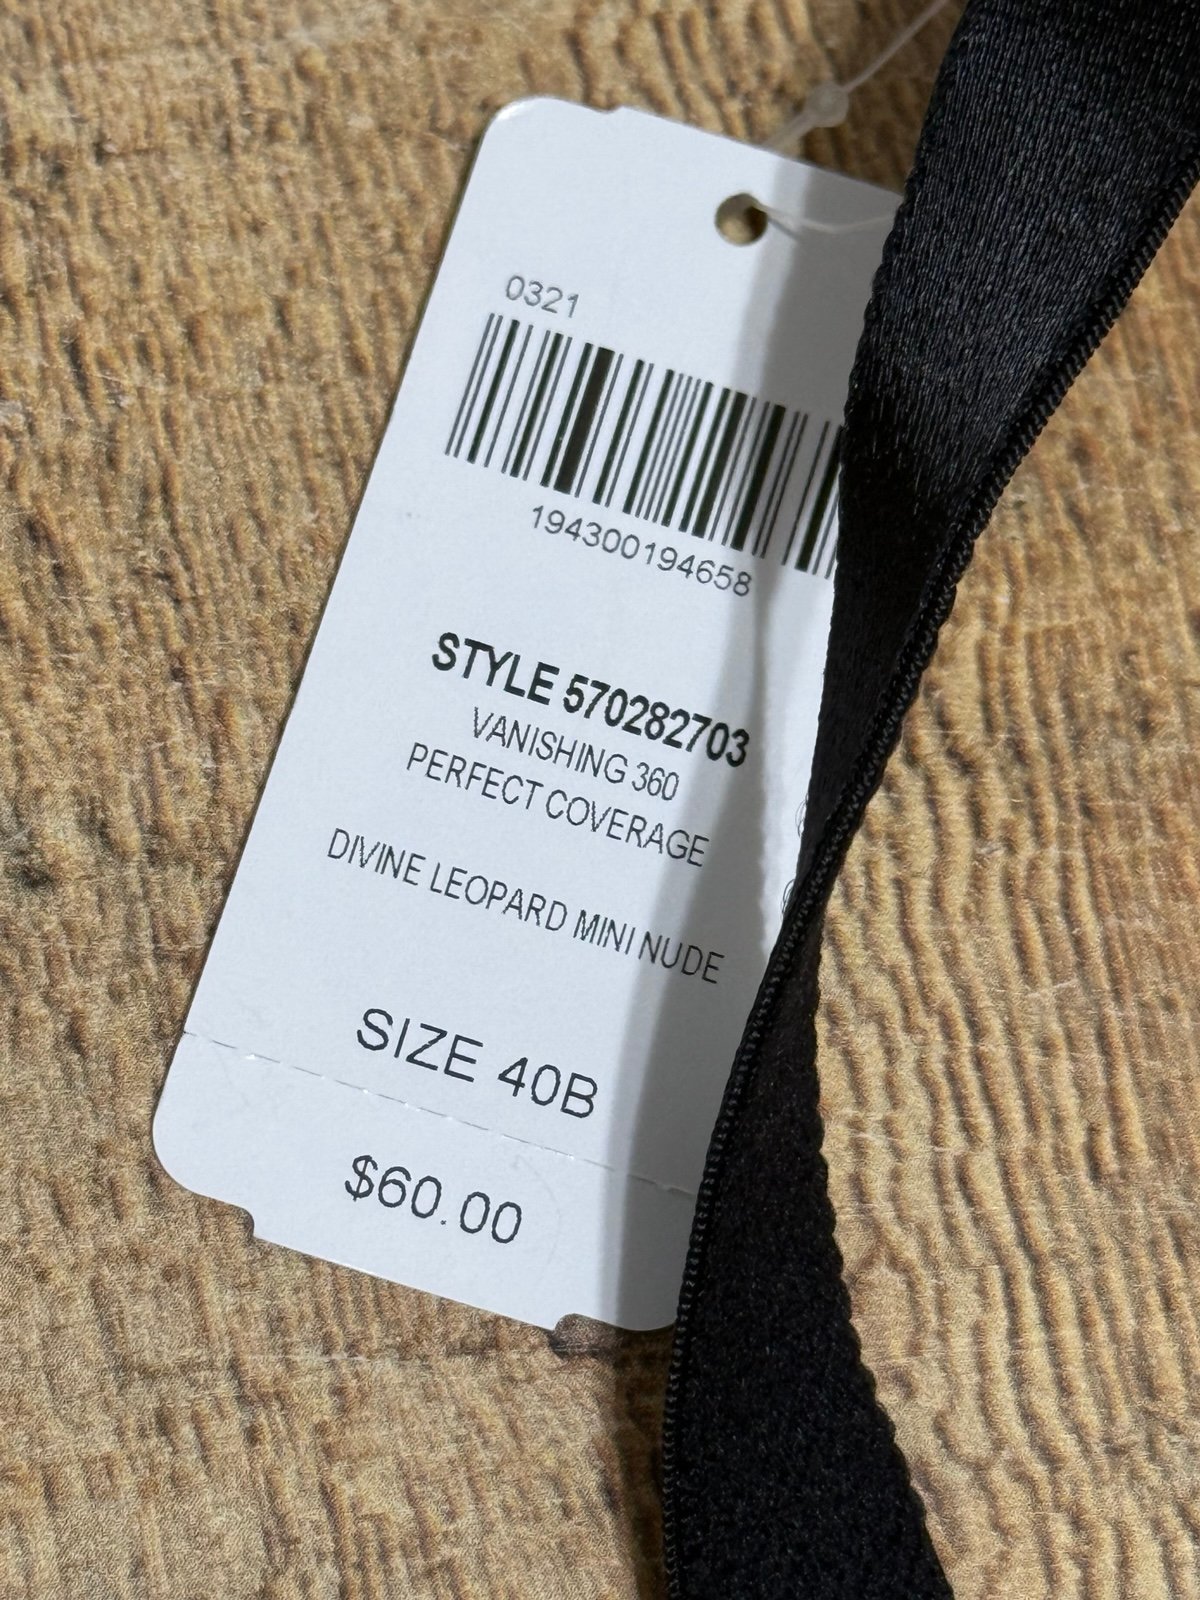 0321
194300194658
STYLE 570282703
VANISHING 360
PERFECT COVERAGE
DIVINE LEOPARD MINI NUDE
SIZE 40B
$60.00